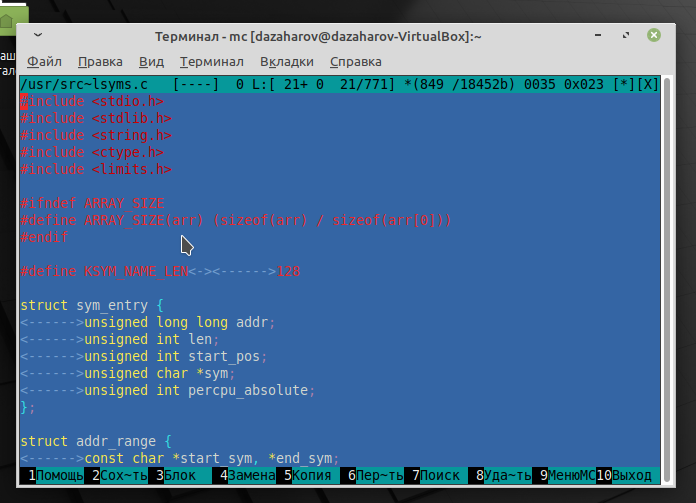 аш
тал
Терминал - mc [dazaharov@dazaharov-VirtualBox]:~
Файл Правка Вид Терминал Вкладки Справка
/usr/src~lsyms.c [----] 0 L:[ 21+ 0 21/771] *(849 /18452b) 0035 0x023 [*][X]
#include <stdio.h>
#include <stdlib.h>
#include <string.h>
#include <ctype.h>
#include <limits.h>
#ifndef ARRAY_SIZE
#define ARRAY_SIZE(arr) (sizeof(arr) / sizeof(arr[0]))
#endif
#define KSYM_NAME_LEN<-><------>128
struct sym_entry {
<------>unsigned long long addr;
<------>unsigned int len;
<------>unsigned int start_pos;
<------>unsigned char *sym;
<------>unsigned int percpu_absolute;
};
struct addr_range {
<------>const char *start_sym, *end_sym;
1Помощь 2Сох~ть 3Блок 4Замена 5Копия 6Пер~ть 7Поиск 8Уда~ть 9МенюMC 10Выход